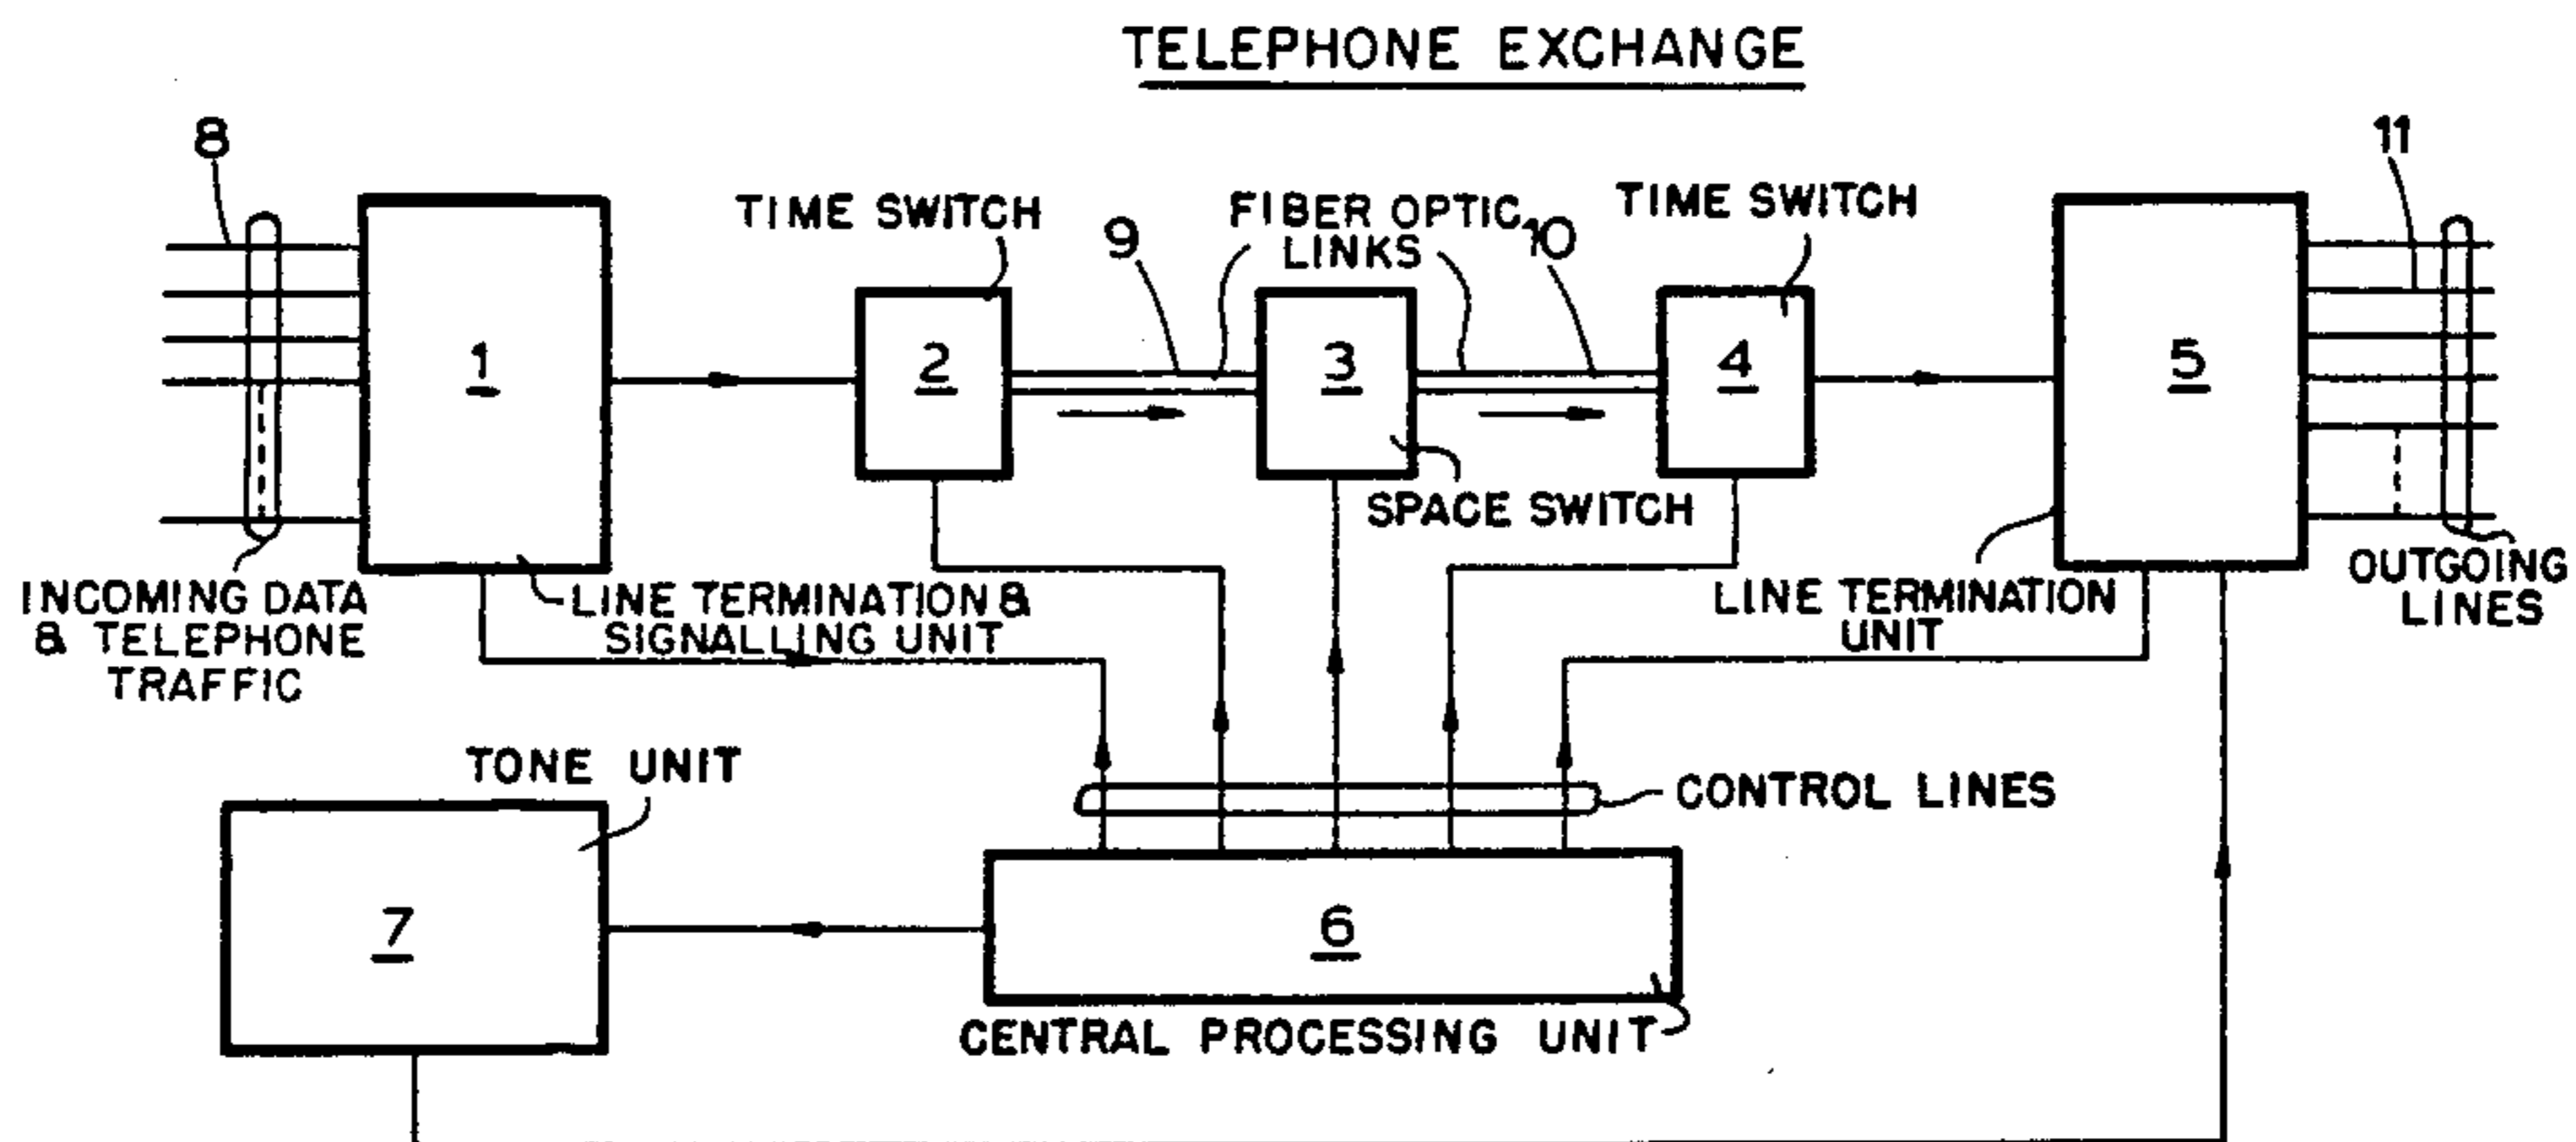 TELEPHONE EXCHANGE
8
11
TIME SWITCH
9
FIBER OPTIC
LINKS
10
TIME SWITCH
1
2
3
4
5
SPACE SWITCH
INCOMING DATA
& TELEPHONE
TRAFFIC
LINE TERMINATION &
SIGNALLING UNIT
LINE TERMINATION
UNIT
OUTGOING
LINES
TONE UNIT
CONTROL LINES
7
6
CENTRAL PROCESSING UNIT